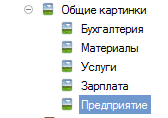 Общие картинки
Бухгалтерия
Материалы
Услуги
Зарплата
Предприятие